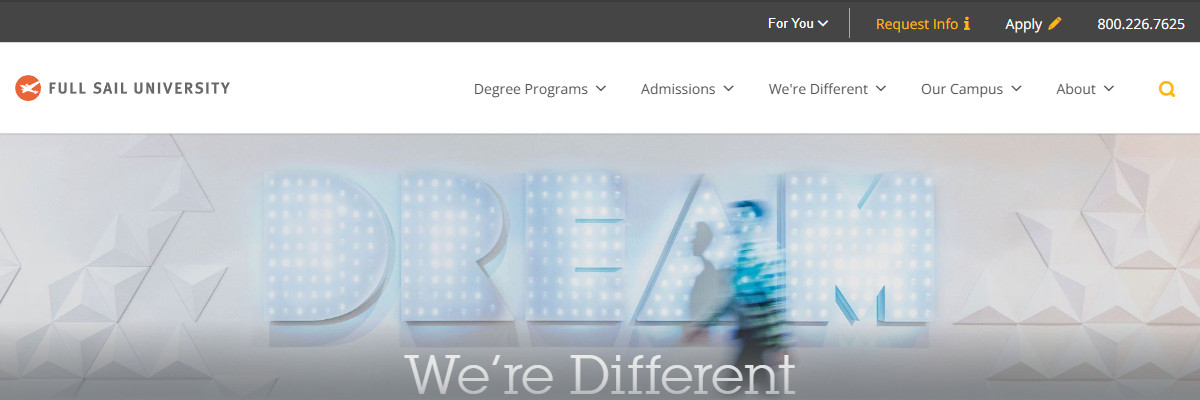 For You Request Info Apply 800.226.7625
FULL SAIL UNIVERSITY Degree Programs Admissions We're Different Our Campus About
DREAM
We're Different